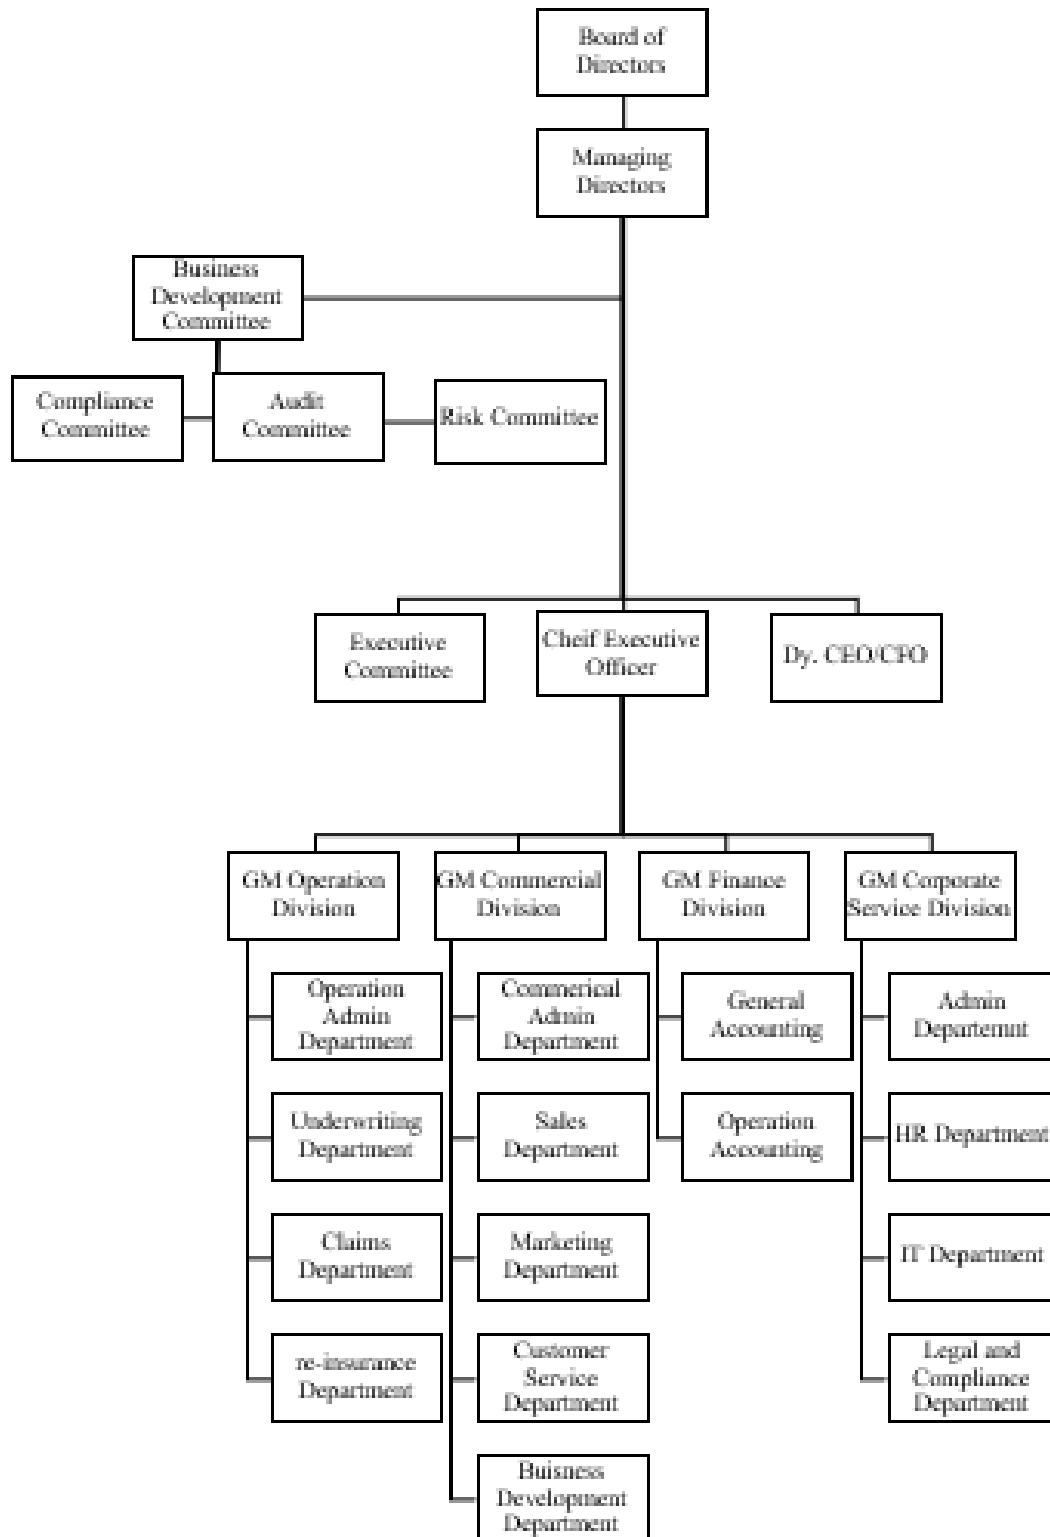 Board of
Directors
Managing
Directors
Business
Development
Committee
Compliance
Committee
Audit
Committee
Risk Committee
Executive
Committee
Cheif Executive
Officer
Dy. CEO/CFO
GM Operation
Division
GM Commercial
Division
GM Finance
Division
GM Corporate
Service Division
Operation
Admin
Department
Underwriting
Department
Claims
Department
re-insurance
Department
Commerical
Admin
Department
Sales
Department
Marketing
Department
Customer
Service
Department
Buisness
Development
Department
General
Accounting
Operation
Accounting
Admin
Departemnt
HR Department
IT Department
Legal and
Compliance
Department